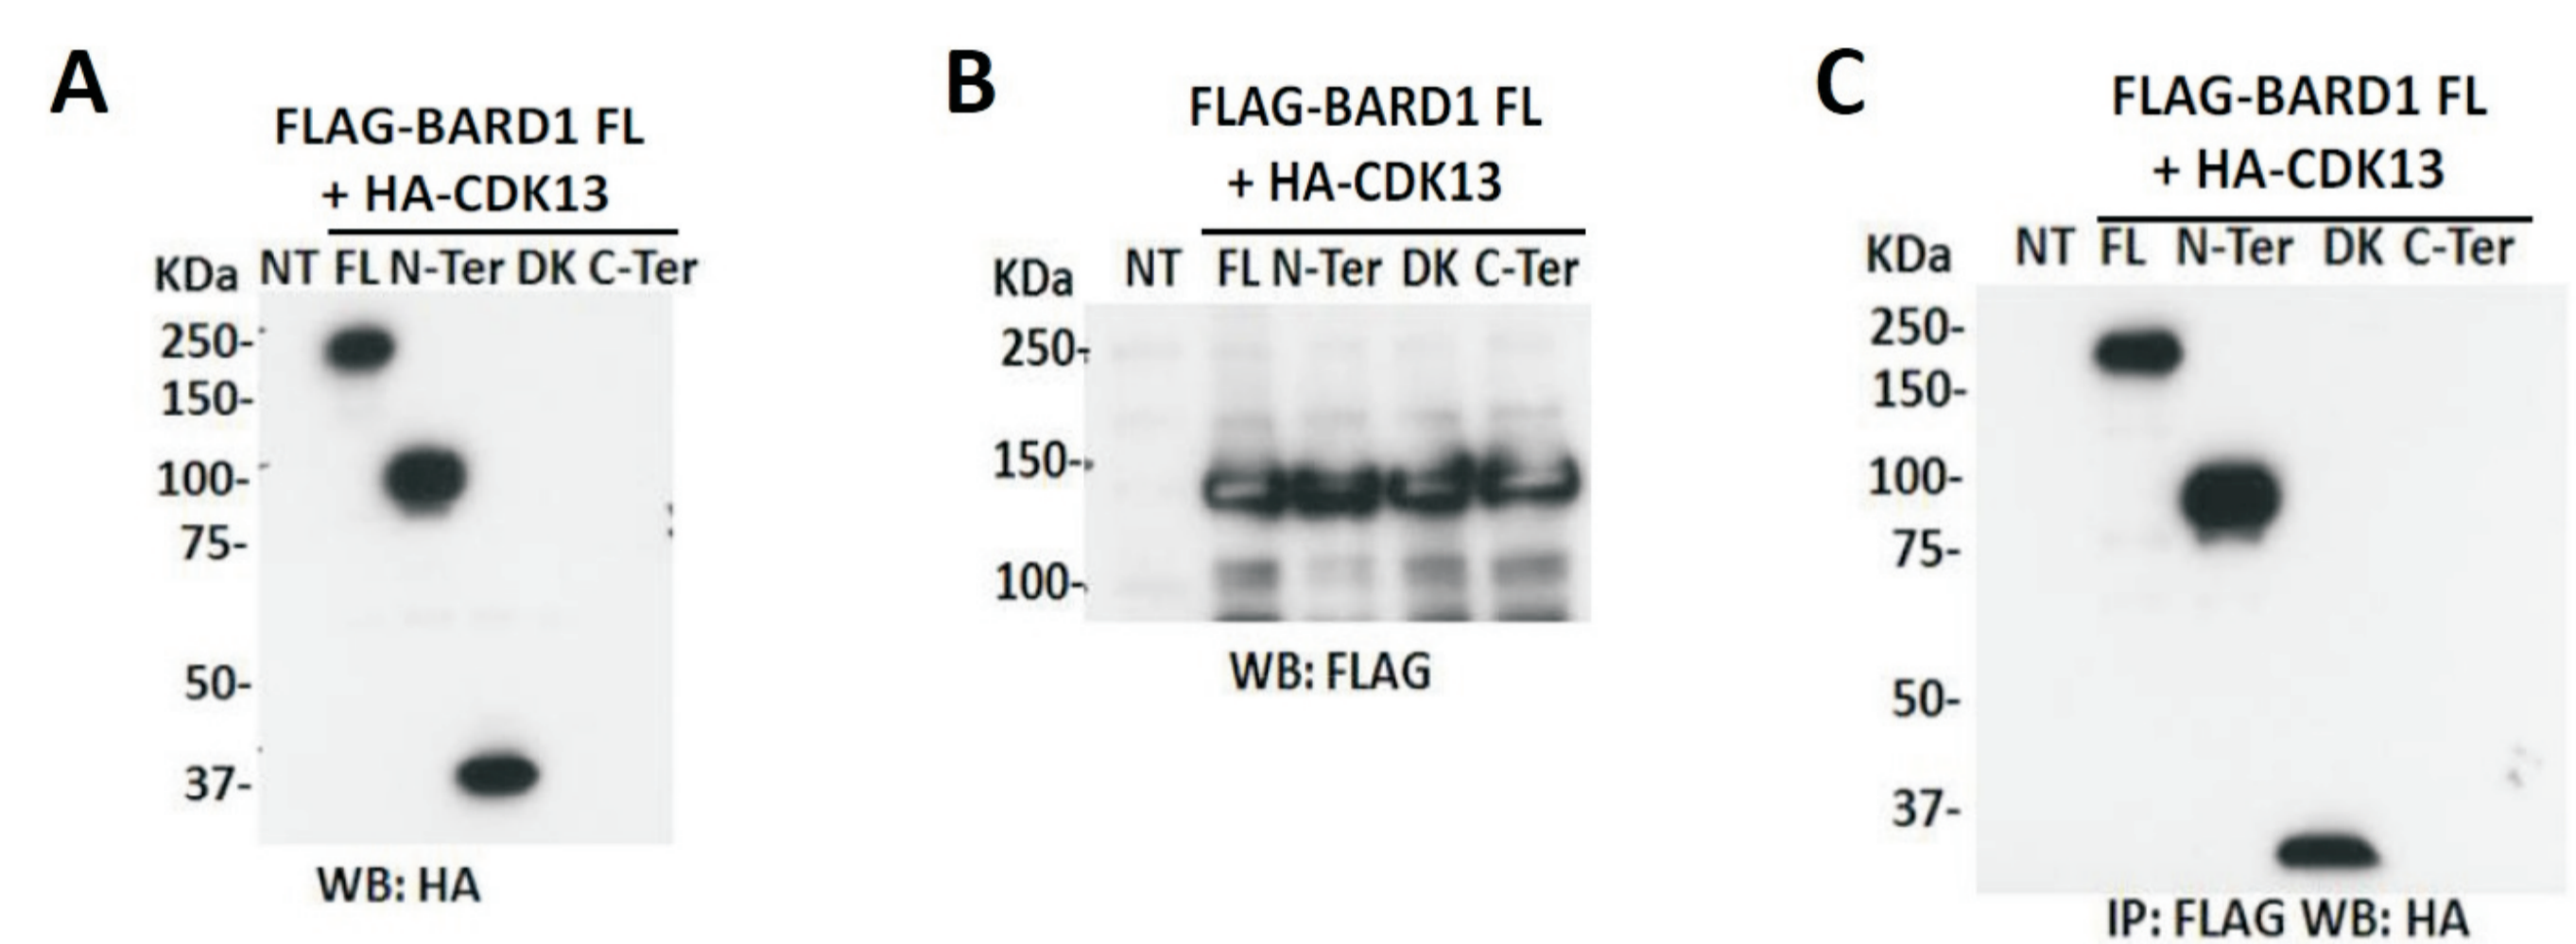 A
FLAG-BARD1 FL
+ HA-CDK13
KDa NT FL N-Ter DK C-Ter
250-
150-
100-
75-
50-
37-
WB: HA
B
FLAG-BARD1 FL
+ HA-CDK13
KDa NT FL N-Ter DK C-Ter
250-
150-
100-
WB: FLAG
C
FLAG-BARD1 FL
+ HA-CDK13
KDa NT FL N-Ter DK C-Ter
250-
150-
100-
75-
50-
37-
IP: FLAG WB: HA